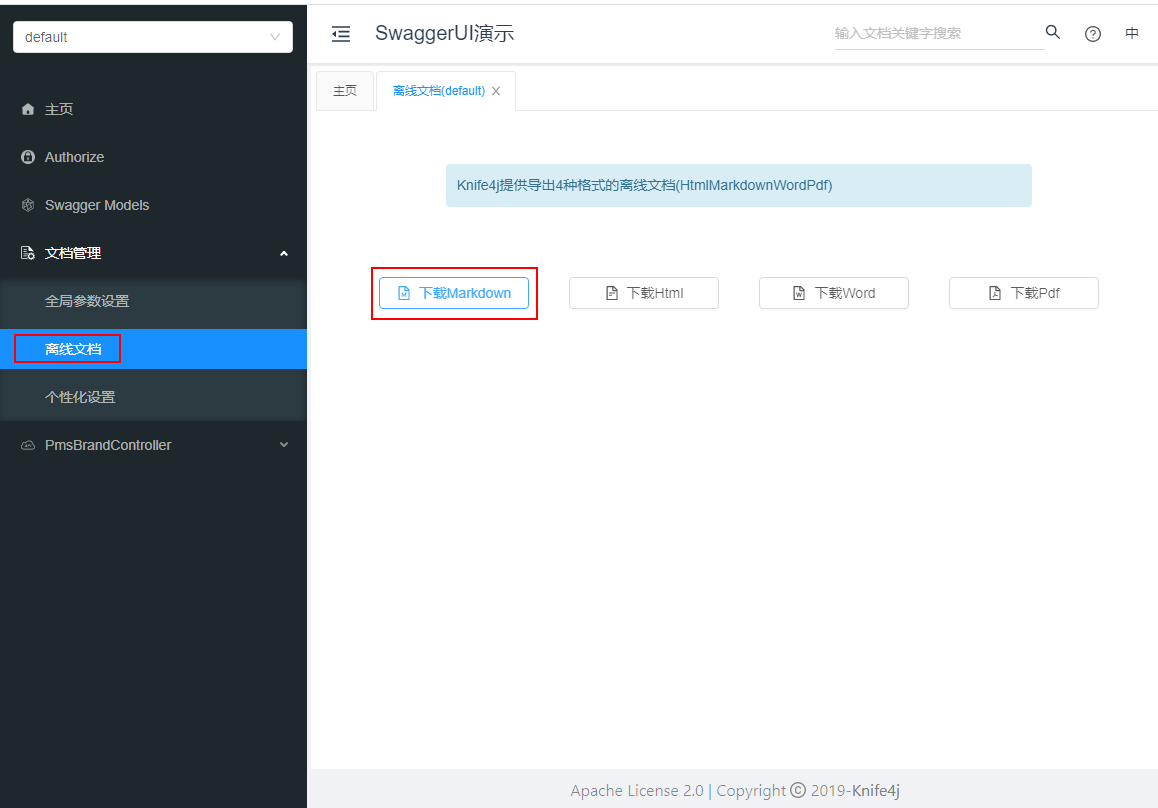 default
主页
Authorize
Swagger Models
文档管理
全局参数设置
离线文档
个性化设置
PmsBrandController
SwaggerUI演示
输入文档关键字搜索
中
主页
离线文档(default)
Knife4j提供导出4种格式的离线文档(HtmlMarkdownWordPdf)
下载Markdown
下载Html
下载Word
下载Pdf
Apache License 2.0 | Copyright © 2019-Knife4j